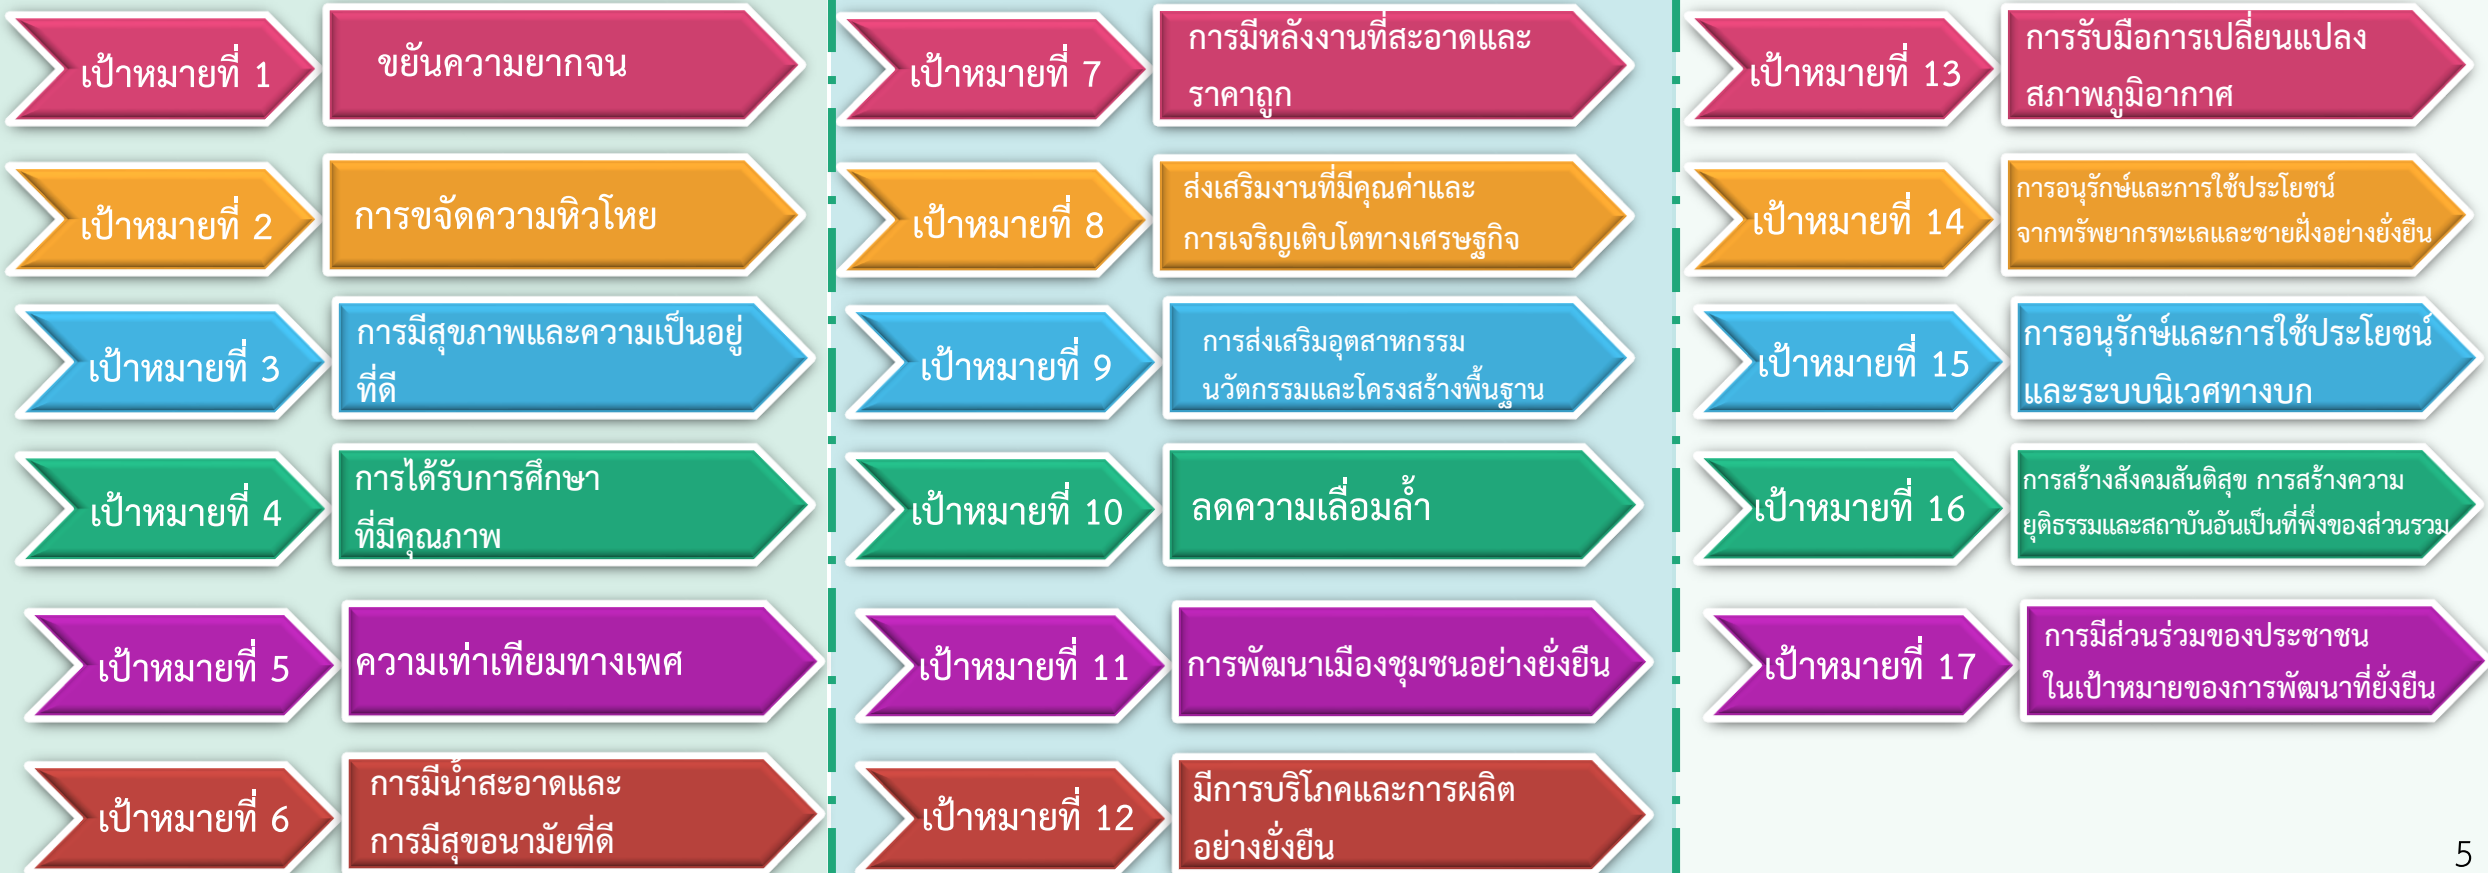 เป้าหมายที่ 1
ขยันความยากจน
เป้าหมายที่ 2
การขจัดความหิวโหย
เป้าหมายที่ 3
การมีสุขภาพและความเป็นอยู่
ที่ดี
เป้าหมายที่ 4
การได้รับการศึกษา
ที่มีคุณภาพ
เป้าหมายที่ 5
ความเท่าเทียมทางเพศ
เป้าหมายที่ 6
การมีน้ำสะอาดและ
การมีสุขอนามัยที่ดี
เป้าหมายที่ 7
การมีหลังงานที่สะอาดและ
ราคาถูก
เป้าหมายที่ 8
ส่งเสริมงานที่มีคุณค่าและ
การเจริญเติบโตทางเศรษฐกิจ
เป้าหมายที่ 9
การส่งเสริมอุตสาหกรรม
นวัตกรรมและโครงสร้างพื้นฐาน
เป้าหมายที่ 10
ลดความเลื่อมล้ำ
เป้าหมายที่ 11
การพัฒนาเมืองชุมชนอย่างยั่งยืน
เป้าหมายที่ 12
มีการบริโภคและการผลิต
อย่างยั่งยืน
เป้าหมายที่ 13
การรับมือการเปลี่ยนแปลง
สภาพภูมิอากาศ
เป้าหมายที่ 14
การอนุรักษ์และการใช้ประโยชน์
จากทรัพยากรทะเลและชายฝั่งอย่างยั่งยืน
เป้าหมายที่ 15
การอนุรักษ์และการใช้ประโยชน์
และระบบนิเวศทางบก
เป้าหมายที่ 16
การสร้างสังคมสันติสุข การสร้างความ
ยุติธรรมและสถาบันอันเป็นที่พึ่งของส่วนรวม
เป้าหมายที่ 17
การมีส่วนร่วมของประชาชน
ในเป้าหมายของการพัฒนาที่ยั่งยืน
5